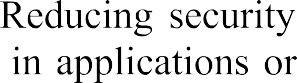 Reducing security
in applications or